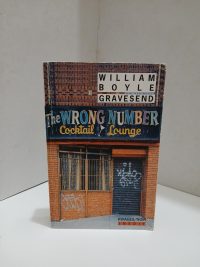 WILLIAM
BOYLE
GRAVESEND
The WRONG NUMBER
Cocktail Lounge